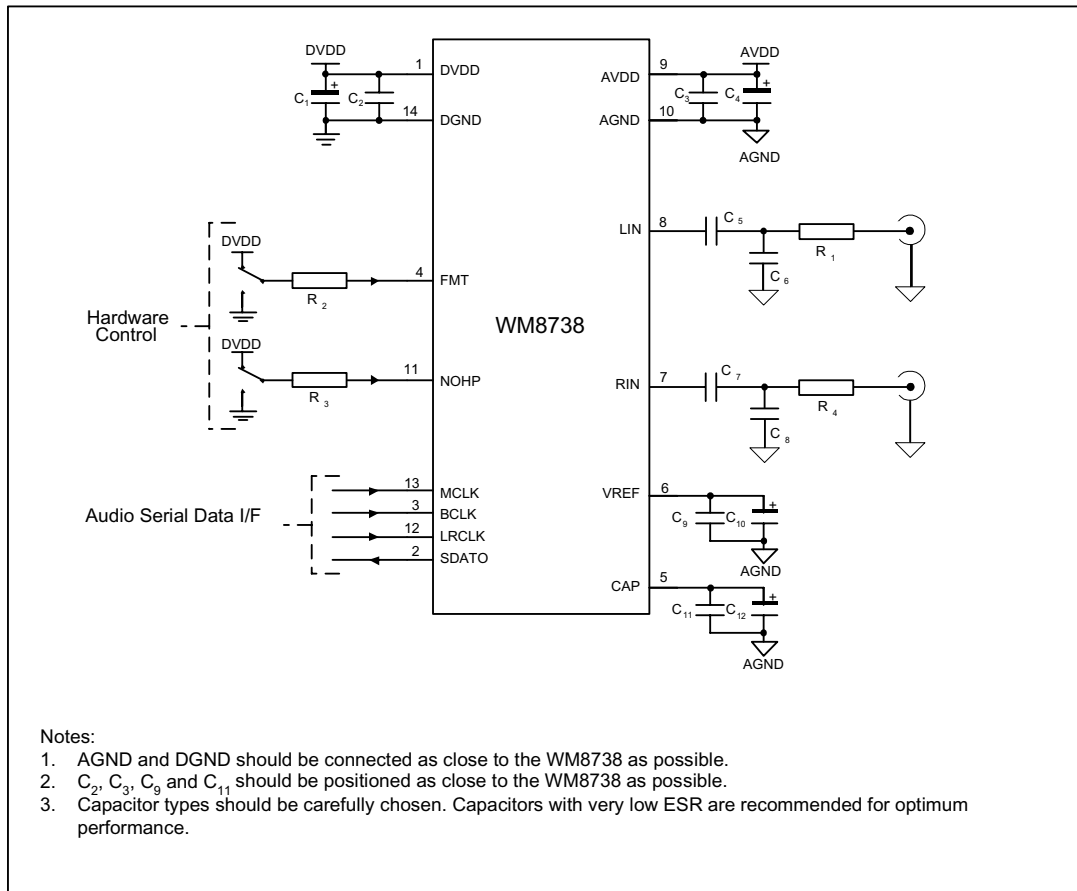 DVDD
AVDD
1
DVDD
AVDD
9
C1
C2
C3
C4
14
DGND
AGND
10
AGND
LIN
8
C5
R1
C6
DVDD
4
FMT
R2
Hardware
Control
WM8738
DVDD
11
NOHP
R3
RIN
7
C7
R4
C8
13
MCLK
Audio Serial Data I/F
3
BCLK
12
LRCLK
2
SDATO
VREF
6
C9
C10
AGND
CAP
5
C11
C12
AGND
Notes:
1. AGND and DGND should be connected as close to the WM8738 as possible.
2. C2, C3, C9 and C11 should be positioned as close to the WM8738 as possible.
3. Capacitor types should be carefully chosen. Capacitors with very low ESR are recommended for optimum
performance.